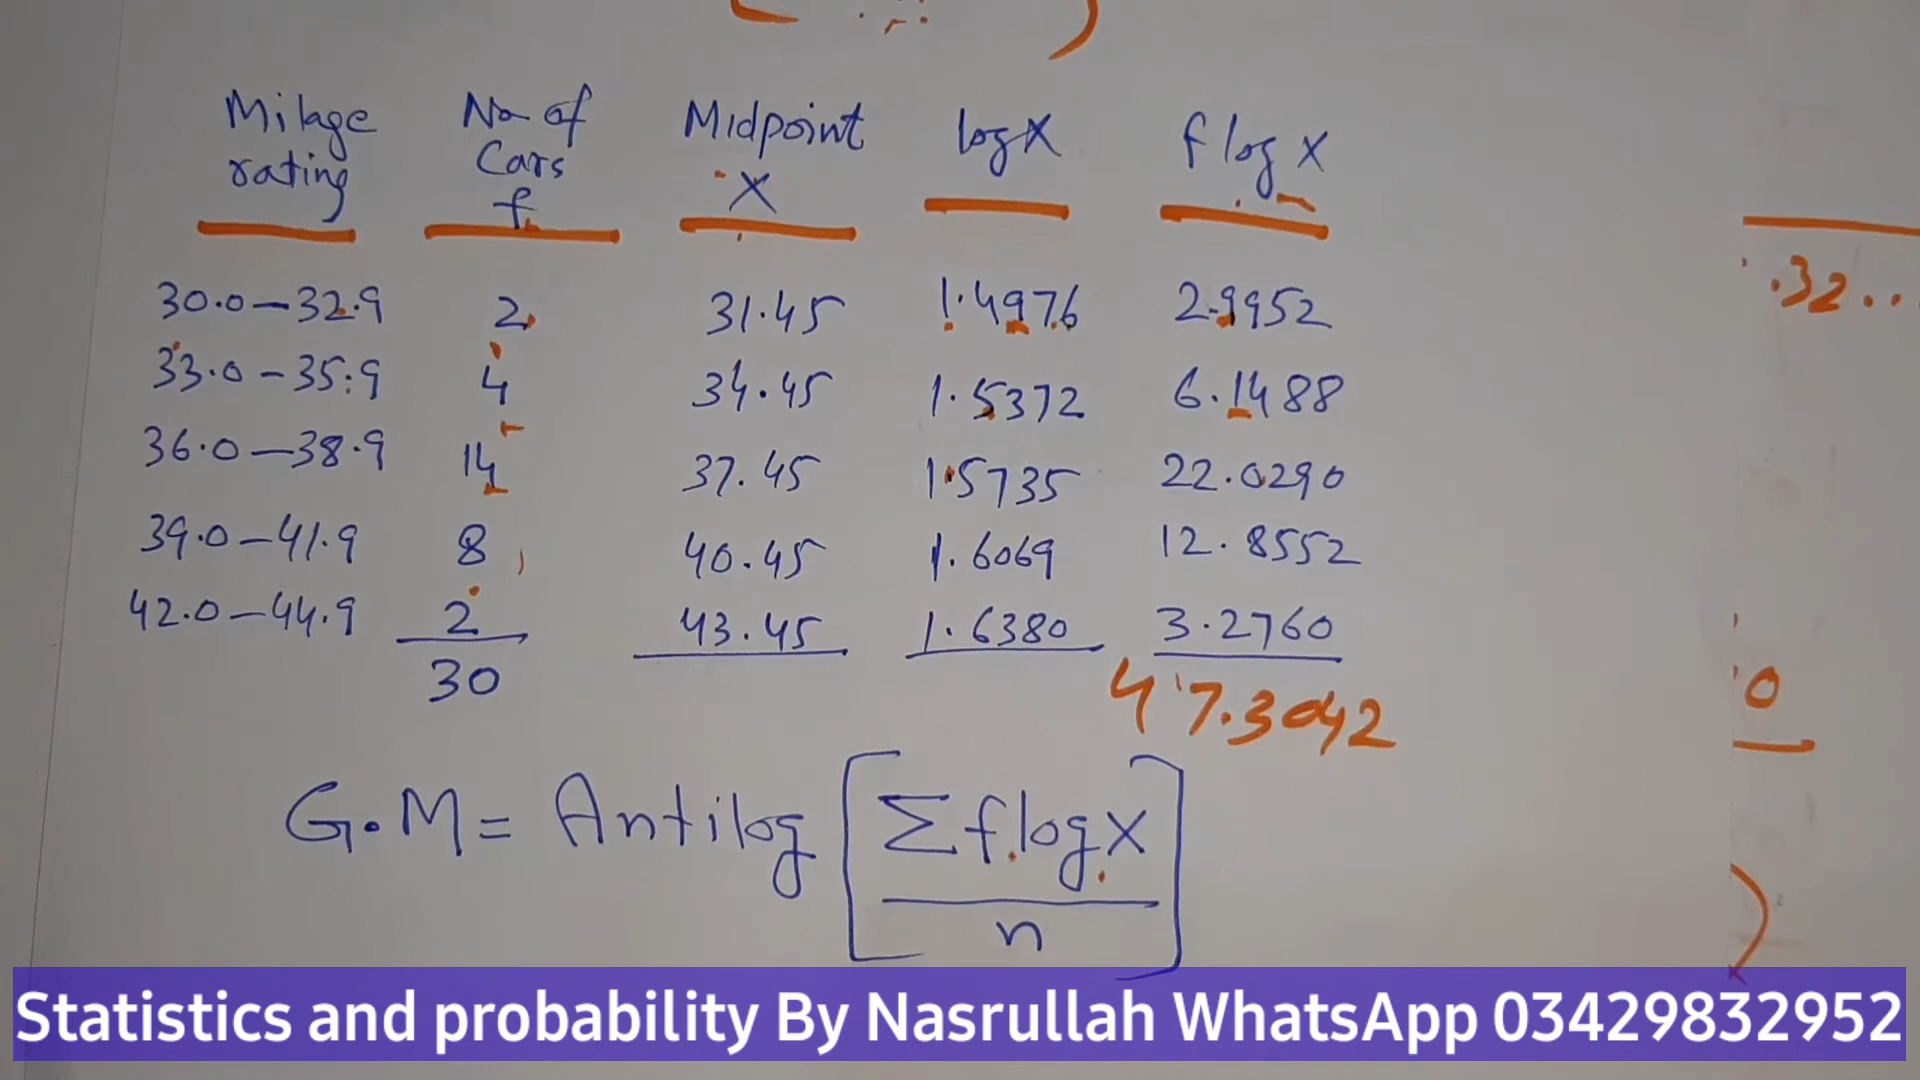 Milage rating No of Cars f Midpoint X log X f log X
30.0—32.9 2 31.45 1.4976 2.9952
33.0-35.9 4 34.45 1.5372 6.1488
36.0—38.9 14 37.45 1.5735 22.0290
39.0—41.9 8 40.45 1.6069 12.8552
42.0—44.9 2 43.45 1.6380 3.2760
30 47.3042
G.M = Antilog [Σ f log X / n]
.32..
0
Statistics and probability By Nasrullah WhatsApp 03429832952